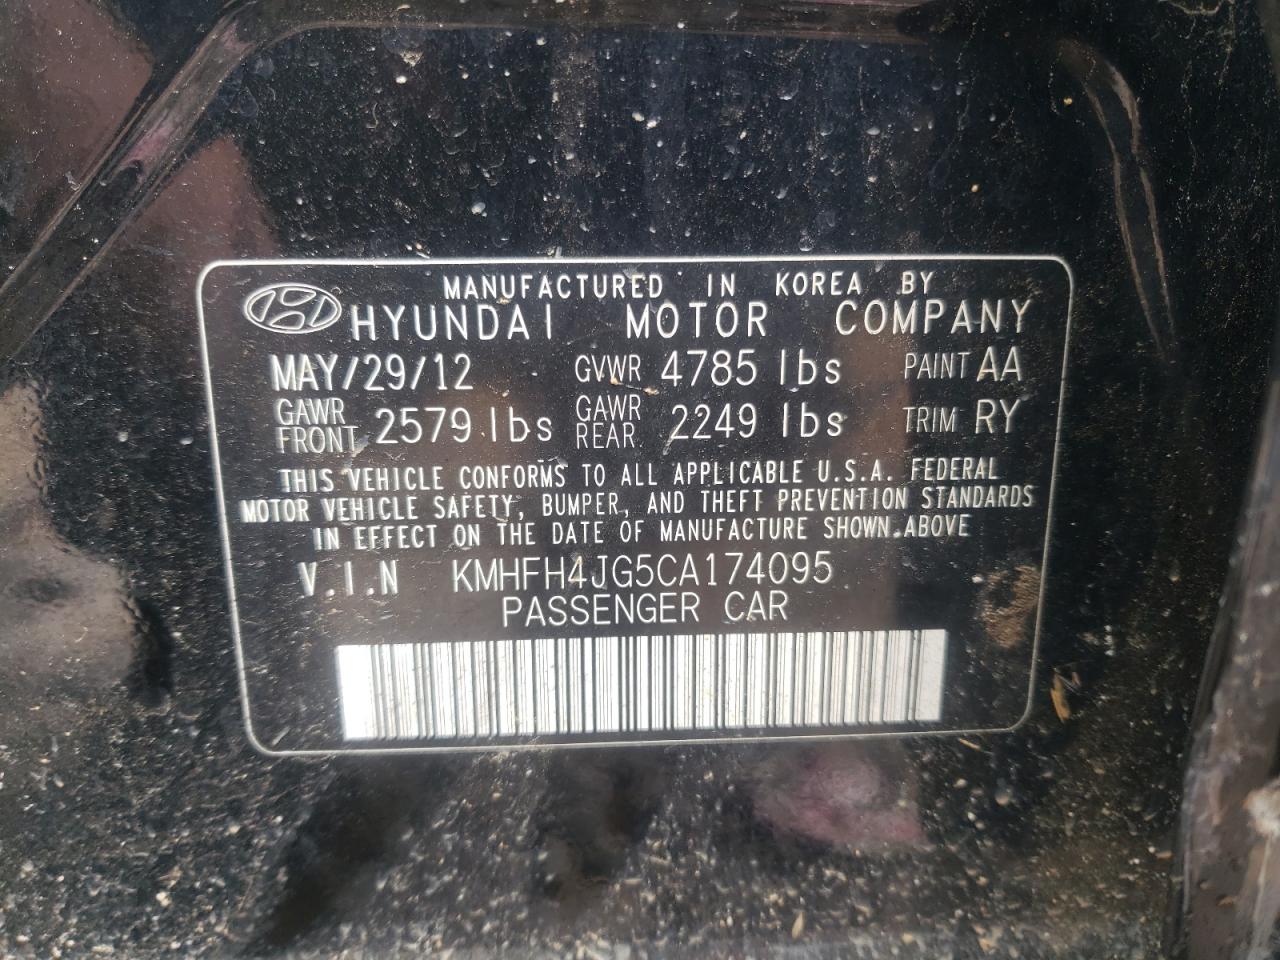 MANUFACTURED IN KOREA BY
HYUNDAI MOTOR COMPANY
MAY/29/12 GVWR 4785 lbs PAINT AA
GAWR FRONT 2579 lbs GAWR REAR 2249 lbs TRIM RY
THIS VEHICLE CONFORMS TO ALL APPLICABLE U.S.A. FEDERAL
MOTOR VEHICLE SAFETY, BUMPER, AND THEFT PREVENTION STANDARDS
IN EFFECT ON THE DATE OF MANUFACTURE SHOWN ABOVE
V.I.N KMHFH4JG5CA174095
PASSENGER CAR